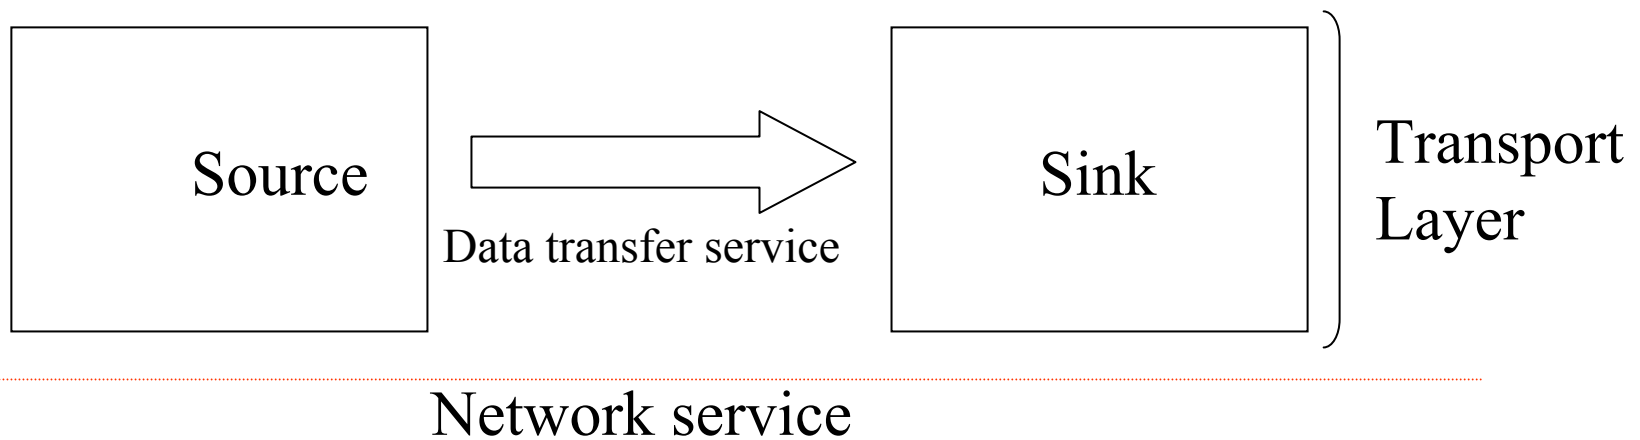 Source
Data transfer service
Sink
Transport
Layer
Network service